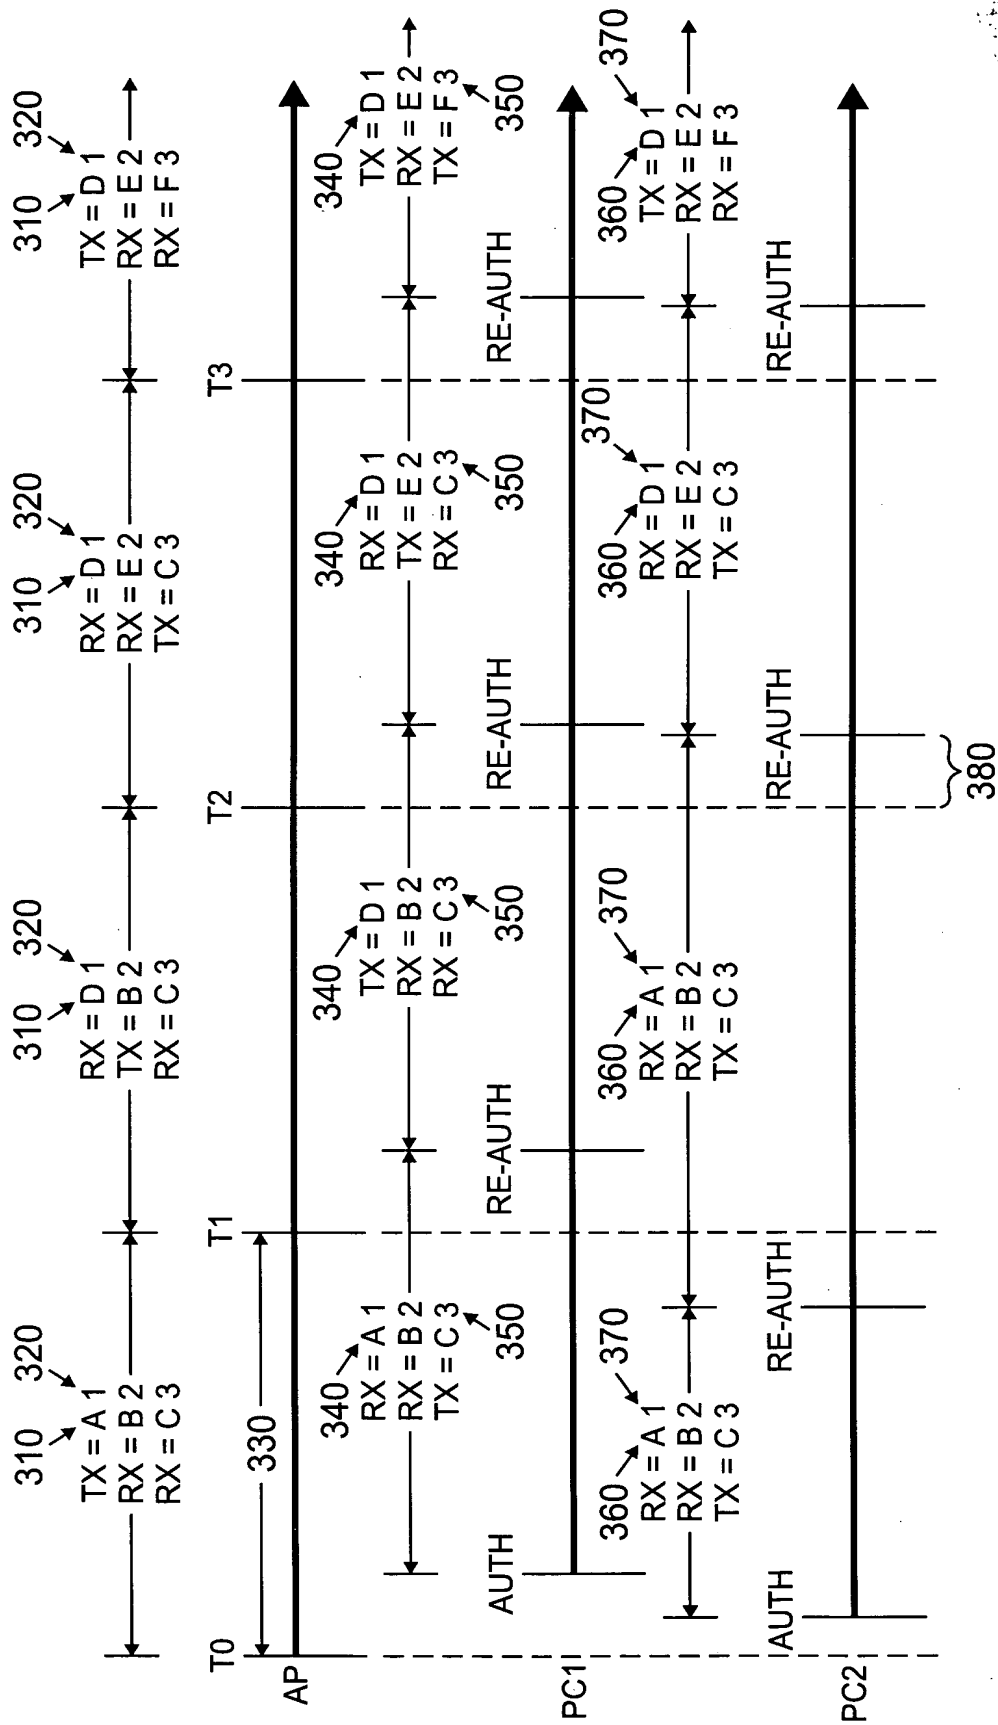 310 320
TX = A 1
RX = B 2
RX = C 3
310 320
RX = D 1
TX = B 2
RX = C 3
310 320
RX = D 1
RX = E 2
TX = C 3
310 320
TX = D 1
RX = E 2
RX = F 3
T0
T1
T2
T3
330
AP
340
RX = A 1
RX = B 2
TX = C 3
350
340
TX = D 1
RX = B 2
RX = C 3
350
340
RX = D 1
TX = E 2
RX = C 3
350
340
TX = D 1
RX = E 2
TX = F 3
350
AUTH
RE-AUTH
RE-AUTH
RE-AUTH
PC1
360 370
RX = A 1
RX = B 2
TX = C 3
360 370
RX = A 1
RX = B 2
TX = C 3
360 370
RX = D 1
RX = E 2
TX = C 3
360 370
TX = D 1
RX = E 2
RX = F 3
AUTH
RE-AUTH
RE-AUTH
RE-AUTH
PC2
380